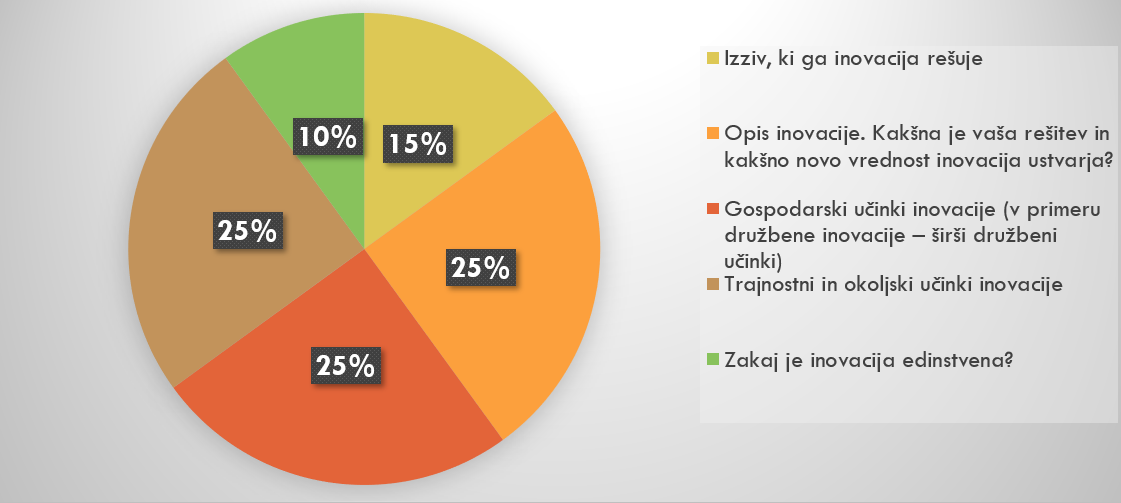 10%
15%
25%
25%
25%
Izziv, ki ga inovacija rešuje
Opis inovacije. Kakšna je vaša rešitev in
kakšno novo vrednost inovacija ustvarja?
Gospodarski učinki inovacije (v primeru
družbene inovacije – širši družbeni
učinki)
Trajnostni in okoljski učinki inovacije
Zakaj je inovacija edinstvena?